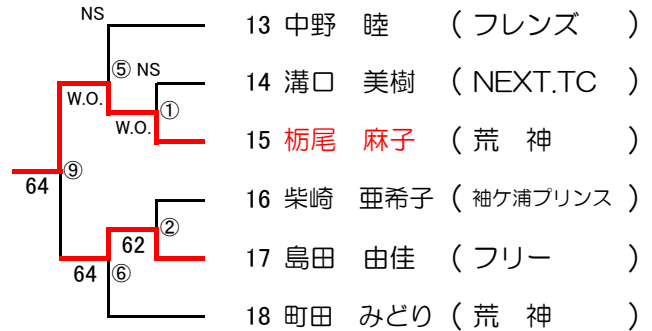 NS
13 中野 睦 ( フレンズ )
⑤ NS
14 溝口 美樹 ( NEXT.TC )
W.O. ①
W.O.
15 栃尾 麻子 ( 荒 神 )
⑨
64
16 柴崎 亜希子 ( 袖ケ浦プリンス )
②
62
17 島田 由佳 ( フリー )
64 ⑥
18 町田 みどり ( 荒 神 )